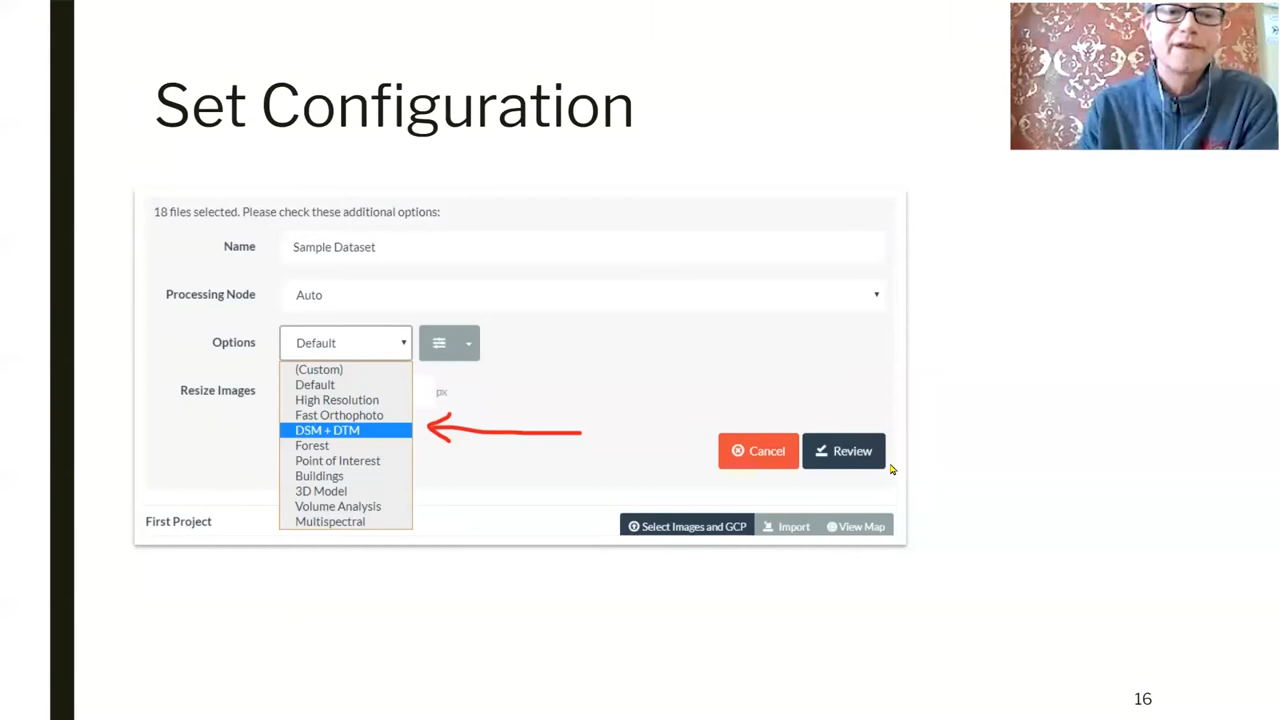 Set Configuration
18 files selected. Please check these additional options:
Name Sample Dataset
Processing Node Auto
Options Default
(Custom)
Default
Resize Images px
High Resolution
Fast Orthophoto
DSM + DTM
Forest
Point of Interest
Buildings
3D Model
Volume Analysis
Multispectral
Cancel Review
First Project Select Images and GCP Import View Map
16